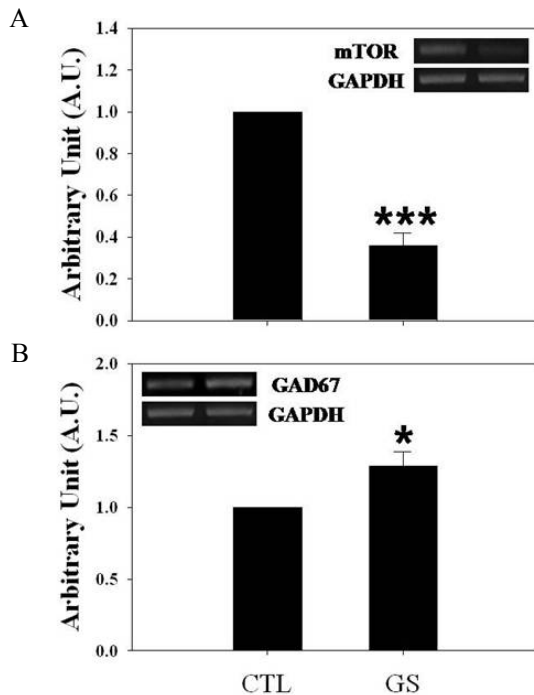 A
Arbitrary Unit (A.U.)
1.4
1.2
1.0
0.8
0.6
0.4
0.2
0.0
mTOR
GAPDH
***
B
Arbitrary Unit (A.U.)
2.0
1.5
1.0
0.5
0.0
GAD67
GAPDH
*
CTL GS